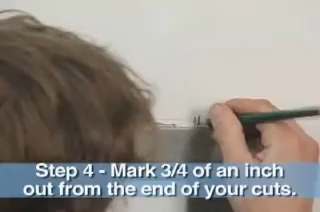 Step 4 - Mark 3/4 of an inch
out from the end of your cuts.